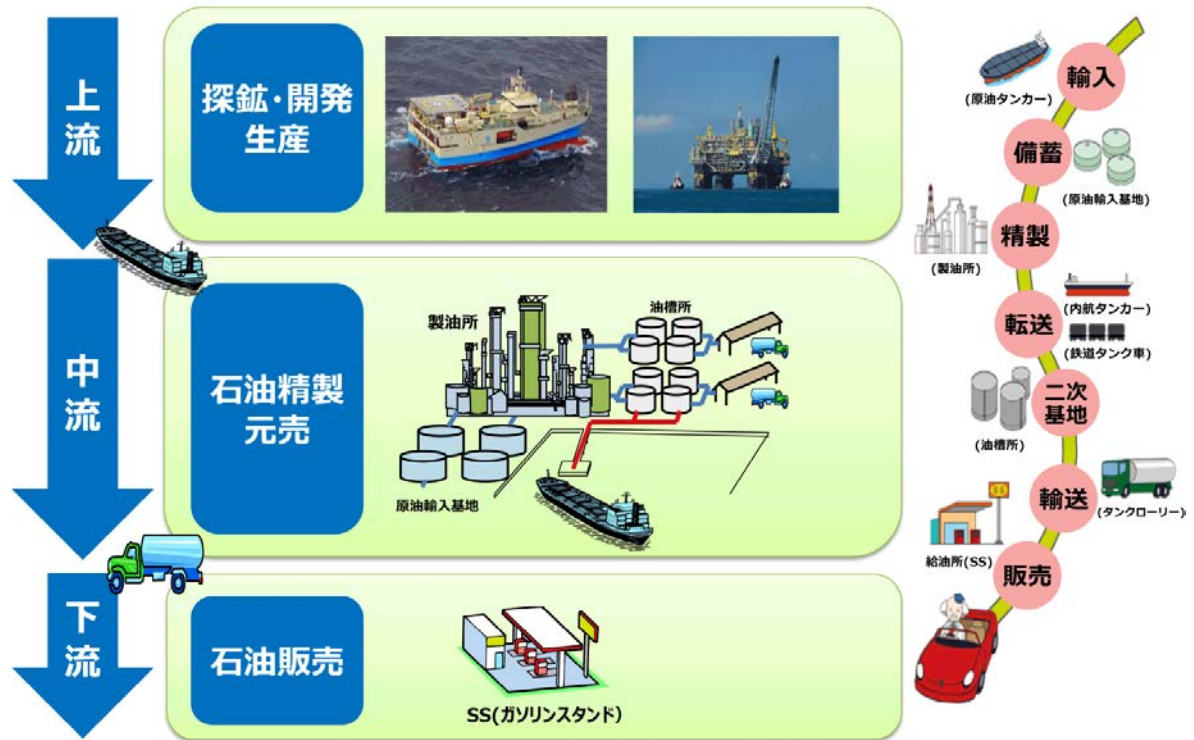 上流
探鉱・開発
生産
中流
石油精製
元売
製油所
油槽所
原油輸入基地
下流
石油販売
SS(ガソリンスタンド)
輸入
(原油タンカー)
備蓄
(原油輸入基地)
精製
(製油所)
転送
(内航タンカー)
(鉄道タンク車)
二次
基地
(油槽所)
輸送
(タンクローリー)
給油所(SS)
販売